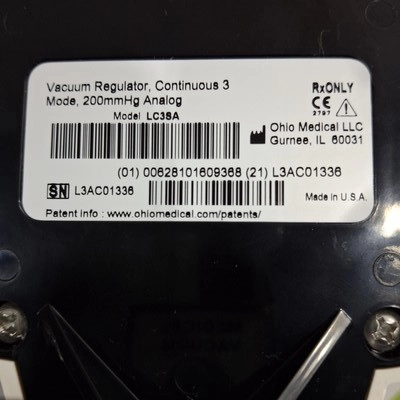 Vacuum Regulator, Continuous 3
Mode, 200mmHg Analog
Model LC3SA
RxONLY
CE
2797
Ohio Medical LLC
Gurnee, IL 60031
(01) 00628101609368 (21) L3AC01336
SN L3AC01336
Made in U.S.A.
Patent info : www.ohiomedical.com/patents/